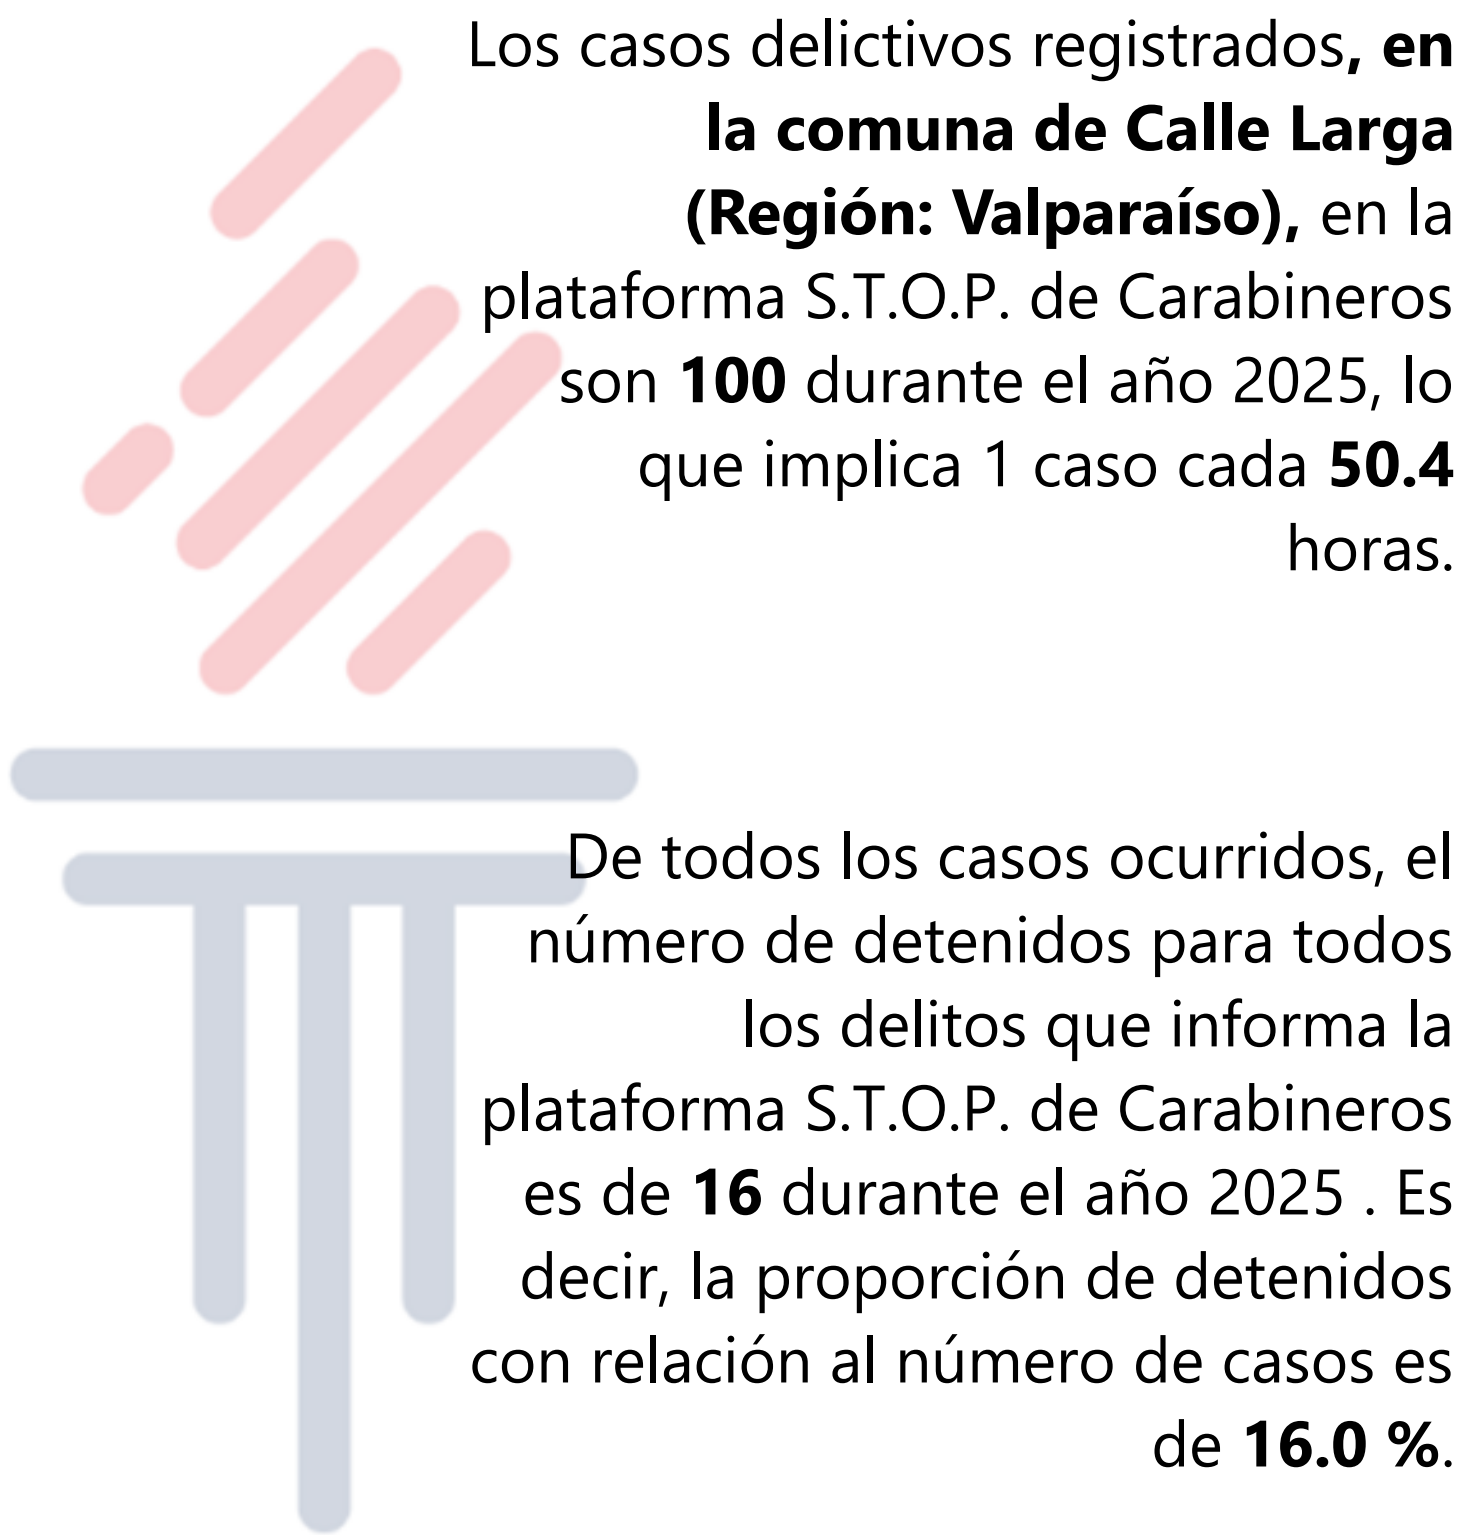 Los casos delictivos registrados, en
la comuna de Calle Larga
(Región: Valparaíso), en la
plataforma S.T.O.P. de Carabineros
son 100 durante el año 2025, lo
que implica 1 caso cada 50.4
horas.
De todos los casos ocurridos, el
número de detenidos para todos
los delitos que informa la
plataforma S.T.O.P. de Carabineros
es de 16 durante el año 2025 . Es
decir, la proporción de detenidos
con relación al número de casos es
de 16.0 %.